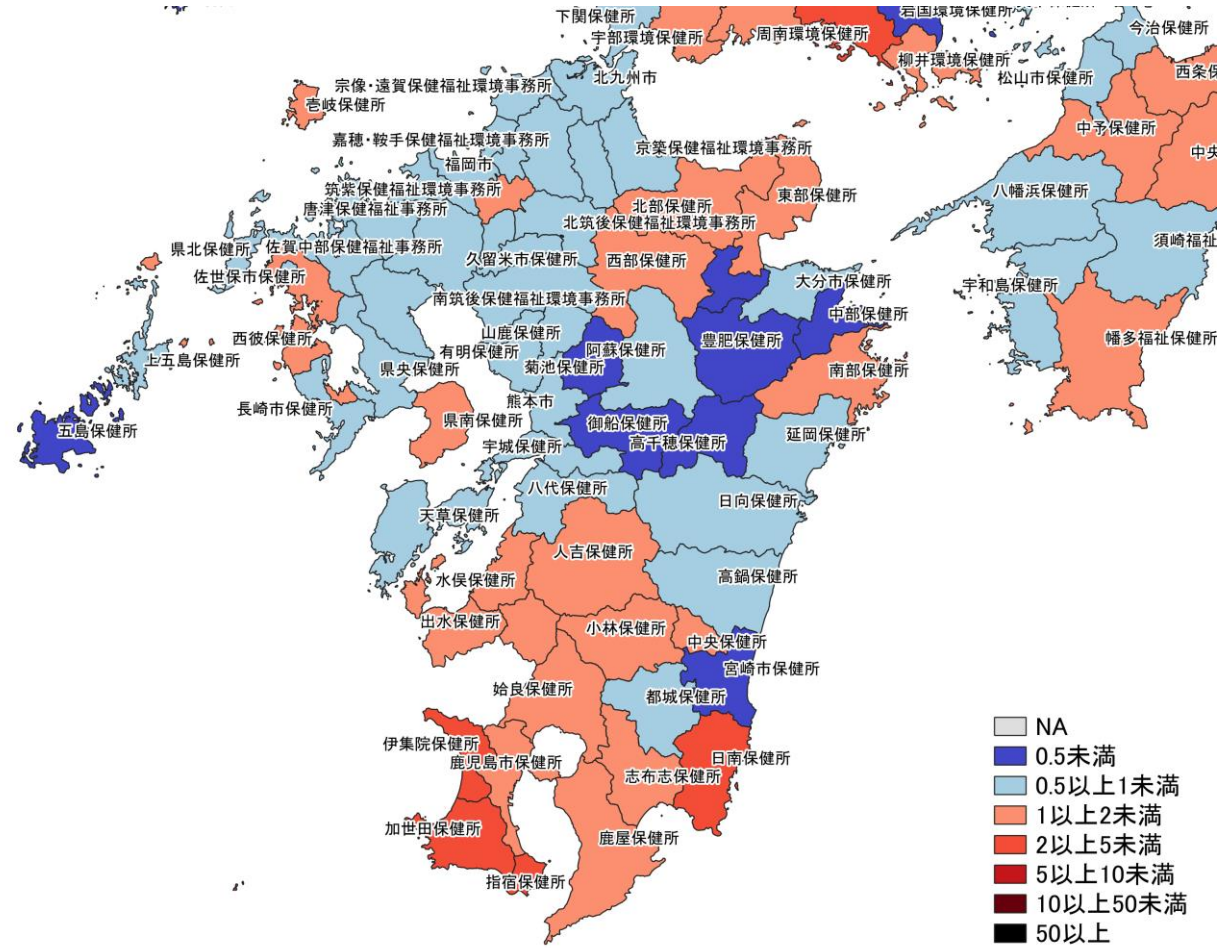 下関保健所
岩国環境保健所
宇部環境保健所
周南環境保健所
今治保健所
柳井環境保健所
松山市保健所
西条保
宗像・遠賀保健福祉環境事務所
北九州市
壱岐保健所
嘉穂・鞍手保健福祉環境事務所
京築保健福祉環境事務所
中予保健所
中央
福岡市
筑紫保健福祉環境事務所
東部保健所
八幡浜保健所
唐津保健福祉事務所
北部保健所
北筑後保健福祉環境事務所
県北保健所
佐賀中部保健福祉事務所
久留米市保健所
西部保健所
須崎福祉
佐世保市保健所
大分市保健所
宇和島保健所
南筑後保健福祉環境事務所
中部保健所
山鹿保健所
西彼保健所
有明保健所
阿蘇保健所
豊肥保健所
幡多福祉保健所
上五島保健所
県央保健所
菊池保健所
南部保健所
長崎市保健所
熊本市
五島保健所
県南保健所
御船保健所
高千穂保健所
延岡保健所
宇城保健所
八代保健所
日向保健所
天草保健所
人吉保健所
水俣保健所
高鍋保健所
出水保健所
小林保健所
中央保健所
宮崎市保健所
姶良保健所
都城保健所
伊集院保健所
鹿児島市保健所
志布志保健所
日南保健所
加世田保健所
鹿屋保健所
指宿保健所
NA
0.5未満
0.5以上1未満
1以上2未満
2以上5未満
5以上10未満
10以上50未満
50以上